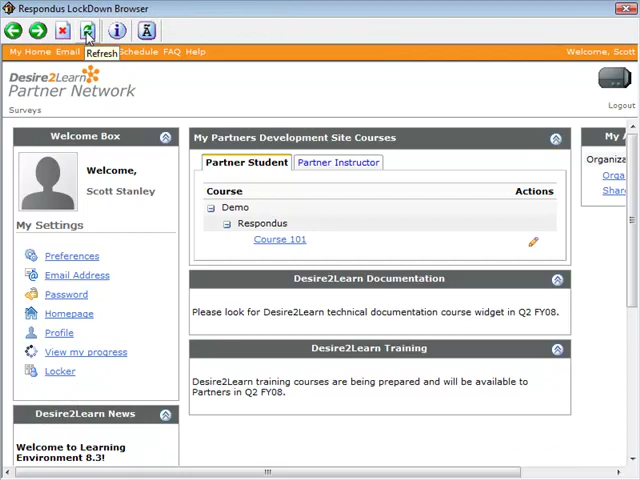 Respondus LockDown Browser
Refresh
My Home Email Schedule FAQ Help
Welcome, Scott
Desire2Learn
Partner Network
Logout
Surveys
Welcome Box
Welcome,
Scott Stanley
My Settings
Preferences
Email Address
Password
Homepage
Profile
View my progress
Locker
Desire2Learn News
Welcome to Learning
Environment 8.3!
My Partners Development Site Courses
Partner Student Partner Instructor
Course Actions
Demo
Respondus
Course 101
Desire2Learn Documentation
Please look for Desire2Learn technical documentation course widget in Q2 FY08.
Desire2Learn Training
Desire2Learn training courses are being prepared and will be available to
Partners in Q2 FY08.
My A
Organiza
Orga
Share